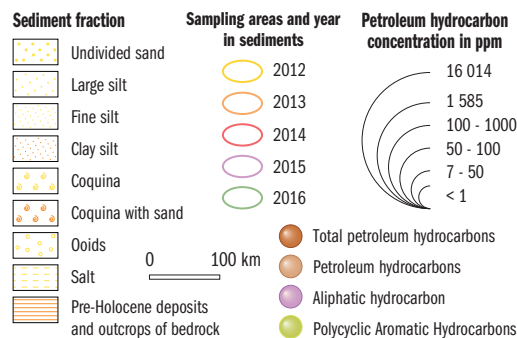 Sediment fraction
Undivided sand
Large silt
Fine silt
Clay silt
Coquina
Coquina with sand
Ooids
Salt
Pre-Holocene deposits
and outcrops of bedrock
Sampling areas and year
in sediments
2012
2013
2014
2015
2016
0 100 km
Petroleum hydrocarbon
concentration in ppm
16 014
1 585
100 - 1000
50 - 100
7 - 50
< 1
Total petroleum hydrocarbons
Petroleum hydrocarbons
Aliphatic hydrocarbon
Polycyclic Aromatic Hydrocarbons